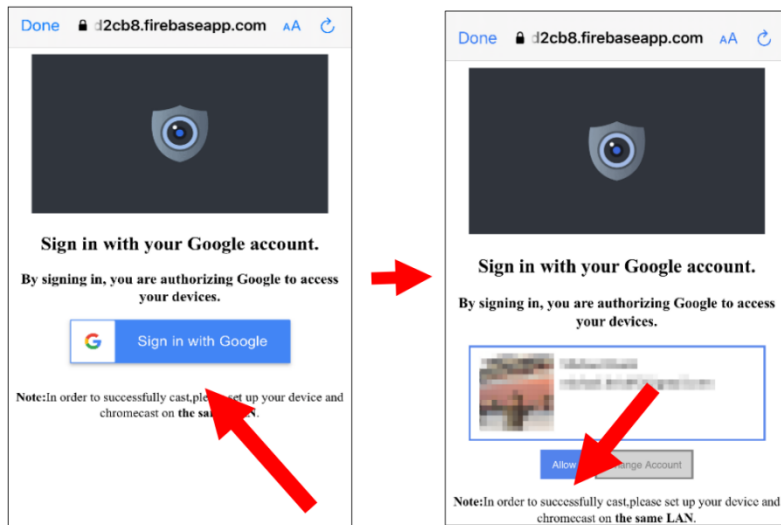 Done d2cb8.firebaseapp.com AA
Sign in with your Google account.
By signing in, you are authorizing Google to access
your devices.
G Sign in with Google
Note:In order to successfully cast,please set up your device and
chromecast on the same LAN.
Done d2cb8.firebaseapp.com AA
Sign in with your Google account.
By signing in, you are authorizing Google to access
your devices.
Allow Change Account
Note:In order to successfully cast,please set up your device and
chromecast on the same LAN.